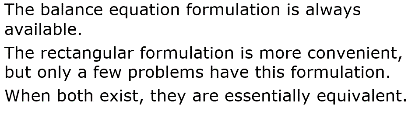 The balance equation formulation is always
available.
The rectangular formulation is more convenient,
but only a few problems have this formulation.
When both exist, they are essentially equivalent.